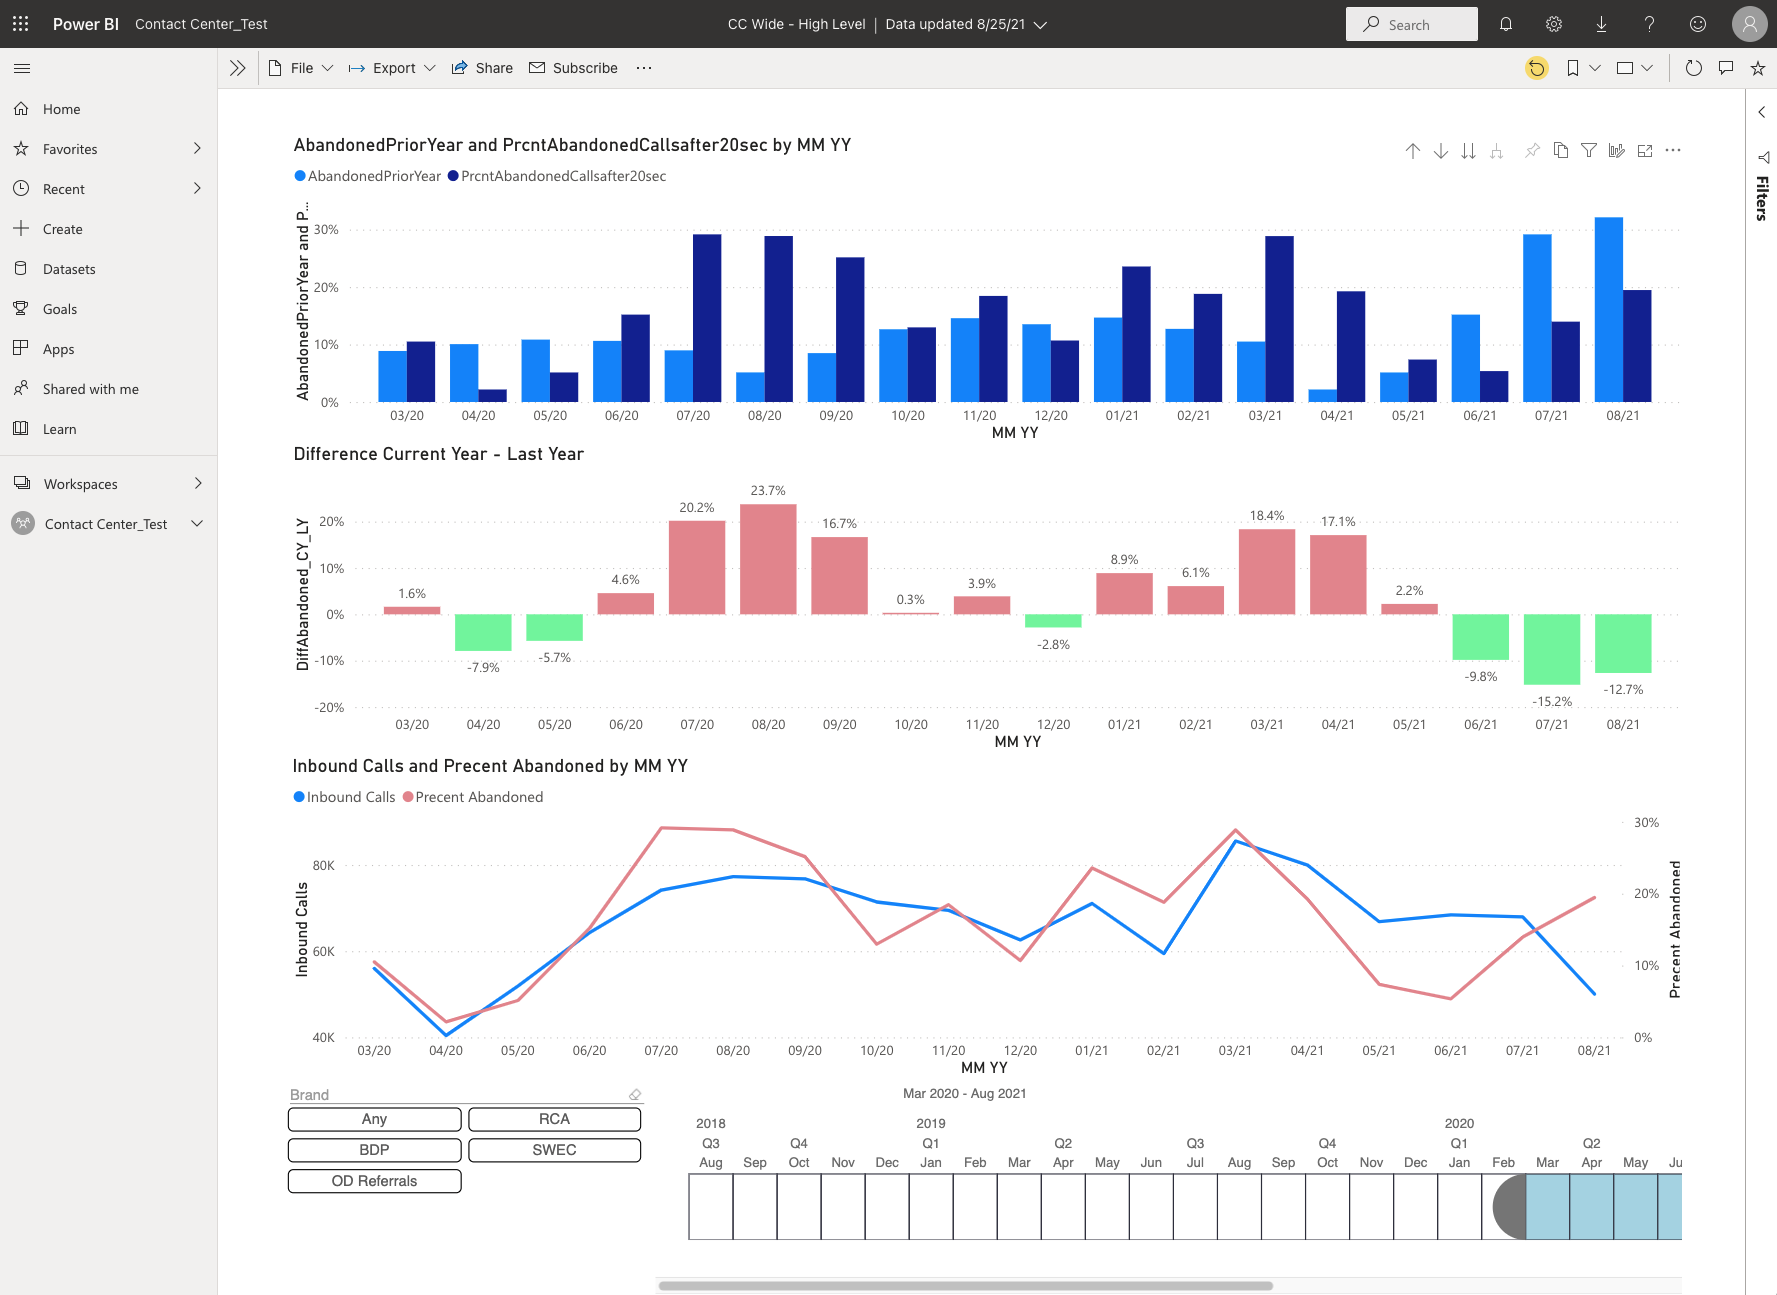 Power BI Contact Center_Test CC Wide - High Level | Data updated 8/25/21 Search
File Export Share Subscribe ···
Home
Favorites
Recent
Create
Datasets
Goals
Apps
Shared with me
Learn
Workspaces
Contact Center_Test
Filters
AbandonedPriorYear and PrcntAbandonedCallsafter20sec by MM YY
AbandonedPriorYear PrcntAbandonedCallsafter20sec
AbandonedPriorYear and P...
30%
20%
10%
0%
03/20 04/20 05/20 06/20 07/20 08/20 09/20 10/20 11/20 12/20 01/21 02/21 03/21 04/21 05/21 06/21 07/21 08/21
MM YY
Difference Current Year - Last Year
DiffAbandoned_CY_LY
20%
10%
0%
-10%
-20%
1.6% -7.9% -5.7% 4.6% 20.2% 23.7% 16.7% 0.3% 3.9% -2.8% 8.9% 6.1% 18.4% 17.1% 2.2% -9.8% -15.2% -12.7%
03/20 04/20 05/20 06/20 07/20 08/20 09/20 10/20 11/20 12/20 01/21 02/21 03/21 04/21 05/21 06/21 07/21 08/21
MM YY
Inbound Calls and Precent Abandoned by MM YY
Inbound Calls Precent Abandoned
Inbound Calls
80K
60K
40K
30%
20%
10%
0%
Precent Abandoned
03/20 04/20 05/20 06/20 07/20 08/20 09/20 10/20 11/20 12/20 01/21 02/21 03/21 04/21 05/21 06/21 07/21 08/21
MM YY
Brand
Any RCA
BDP SWEC
OD Referrals
Mar 2020 - Aug 2021
2018 2019 2020
Q3 Q4 Q1 Q2 Q3 Q4 Q1 Q2
Aug Sep Oct Nov Dec Jan Feb Mar Apr May Jun Jul Aug Sep Oct Nov Dec Jan Feb Mar Apr May Ju